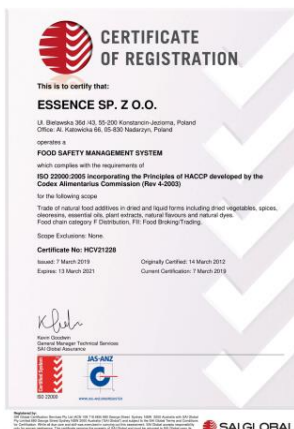 CERTIFICATE
OF REGISTRATION
This is to certify that:
ESSENCE SP. Z O.O.
Ul. Bielawska 36d /43, 55-200 Konstancin-Jeziorna, Poland
Office: Al. Katowicka 66, 05-830 Nadarzyn, Poland
operates a
FOOD SAFETY MANAGEMENT SYSTEM
which complies with the requirements of
ISO 22000:2005 incorporating the Principles of HACCP developed by the
Codex Alimentarius Commission (Rev 4-2003)
for the following scope
Trade of natural food additives in dried and liquid forms including dried vegetables, spices,
oleoresins, essential oils, plant extracts, natural flavours and natural dyes.
Food chain category F Distribution, FII: Food Broking/Trading.
Scope Exclusions: None.
Certificate No: HCV21228
Issued: 7 March 2019 Originally Certified: 14 March 2012
Expires: 13 March 2021 Current Certification: 7 March 2019
Kevin Goodwin
General Manager Technical Services
SAI Global Assurance
Certified System
ISO 22000
JAS-ANZ
Registered by:
SAI GLOBAL